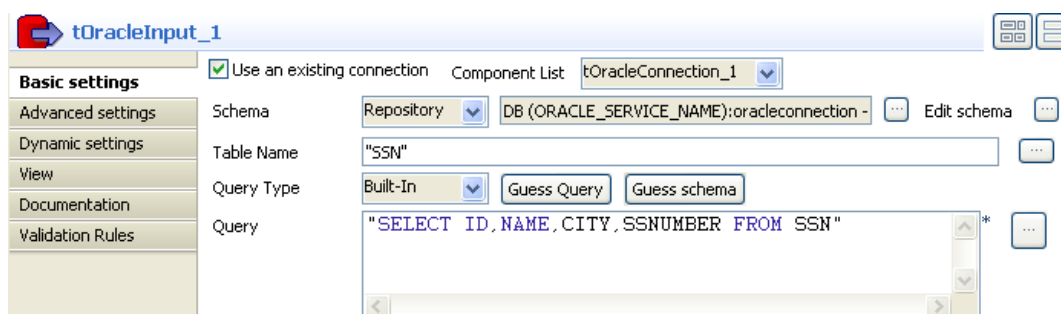 tOracleInput_1
Basic settings
Advanced settings
Dynamic settings
View
Documentation
Validation Rules
Use an existing connection Component List tOracleConnection_1
Schema Repository DB (ORACLE_SERVICE_NAME):oracleconnection - ... Edit schema ...
Table Name "SSN" ...
Query Type Built-In Guess Query Guess schema
Query "SELECT ID,NAME,CITY,SSNUMBER FROM SSN" * ...